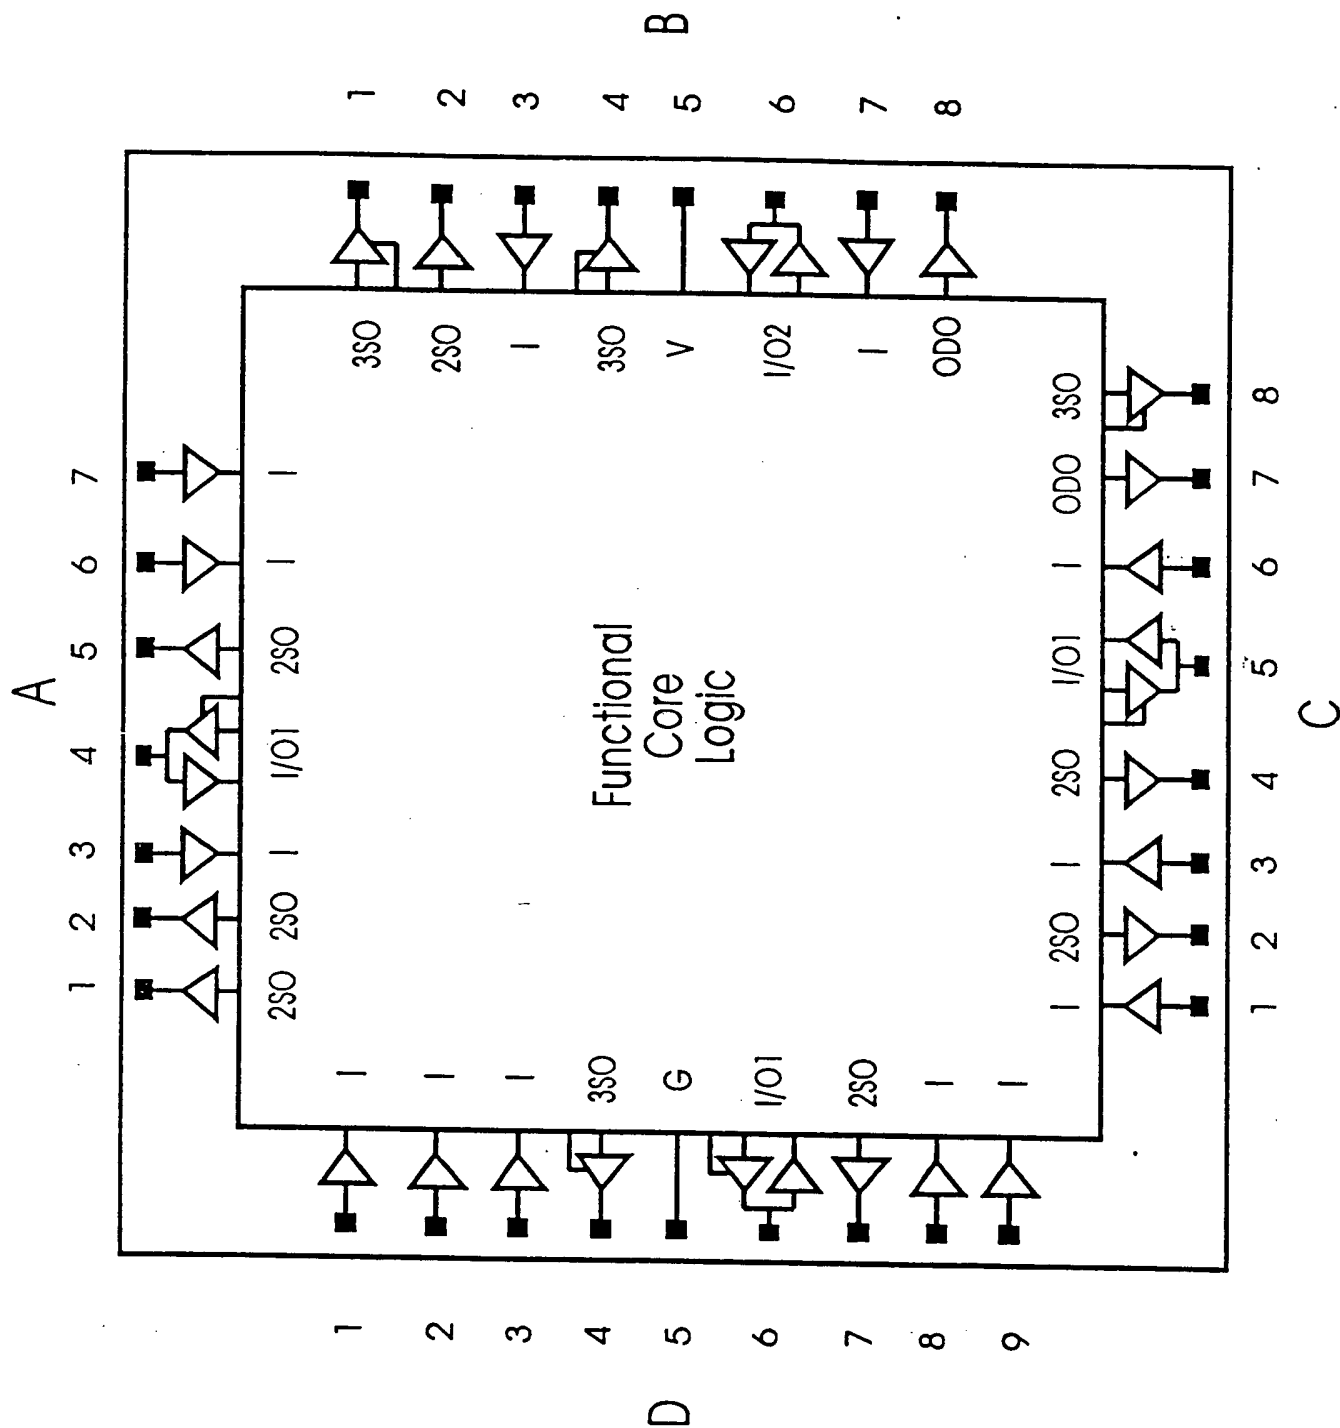 A
1 2 3 4 5 6 7
2SO 2SO I I/O1 2SO I I
1 I 3SO 1
2 I 2SO 2
3 I I 3
4 3SO Functional 3SO 4
D 5 G Core V 5 B
Logic
6 I/O1 I/O2 6
7 2SO I 7
8 I ODO 8
9 I
I 2SO I 2SO I/O1 I ODO 3SO
1 2 3 4 5 6 7 8
C